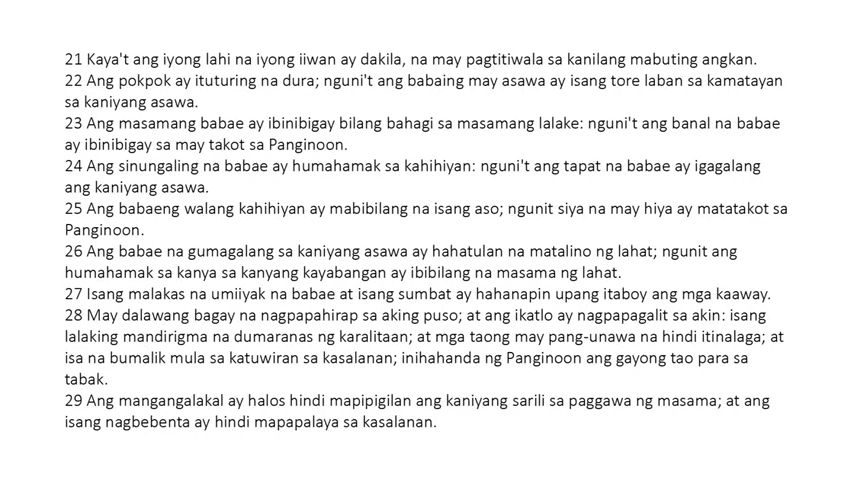 21 Kaya't ang iyong lahi na iyong iiwan ay dakila, na may pagtitiwala sa kanilang mabuting angkan.
22 Ang pokpok ay ituturing na dura; nguni't ang babaing may asawa ay isang tore laban sa kamatayan
sa kaniyang asawa.
23 Ang masamang babae ay ibinibigay bilang bahagi sa masamang lalake: nguni't ang banal na babae
ay ibinibigay sa may takot sa Panginoon.
24 Ang sinungaling na babae ay humahamak sa kahihiyan: nguni't ang tapat na babae ay igagalang
ang kaniyang asawa.
25 Ang babaeng walang kahihiyan ay mabibilang na isang aso; ngunit siya na may hiya ay matatakot sa
Panginoon.
26 Ang babae na gumagalang sa kaniyang asawa ay hahatulan na matalino ng lahat; ngunit ang
humahamak sa kanya sa kanyang kayabangan ay ibibilang na masama ng lahat.
27 Isang malakas na umiiyak na babae at isang sumbat ay hahanapin upang itaboy ang mga kaaway.
28 May dalawang bagay na nagpapahirap sa aking puso; at ang ikatlo ay nagpapagalit sa akin: isang
lalaking mandirigma na dumaranas ng karalitaan; at mga taong may pang-unawa na hindi itinalaga; at
isa na bumalik mula sa katuwiran sa kasalanan; inihahanda ng Panginoon ang gayong tao para sa
tabak.
29 Ang mangangalakal ay halos hindi mapipigilan ang kaniyang sarili sa paggawa ng masama; at ang
isang nagbebenta ay hindi mapapalaya sa kasalanan.